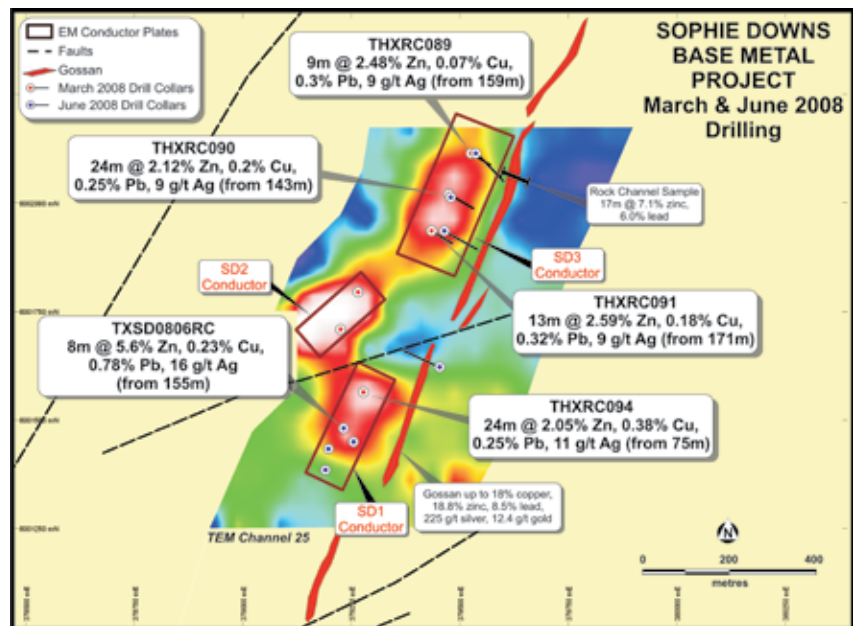 EM Conductor Plates
Faults
Gossan
March 2008 Drill Collars
June 2008 Drill Collars
SOPHIE DOWNS
BASE METAL
PROJECT
March & June 2008
Drilling
THXRC089
9m @ 2.48% Zn, 0.07% Cu,
0.3% Pb, 9 g/t Ag (from 159m)
THXRC090
24m @ 2.12% Zn, 0.2% Cu,
0.25% Pb, 9 g/t Ag (from 143m)
Rock Channel Sample
17m @ 7.1% zinc,
6.0% lead
SD2
Conductor
SD3
Conductor
THXRC091
13m @ 2.59% Zn, 0.18% Cu,
0.32% Pb, 9 g/t Ag (from 171m)
TXSD0806RC
8m @ 5.6% Zn, 0.23% Cu,
0.78% Pb, 16 g/t Ag
(from 155m)
THXRC094
24m @ 2.05% Zn, 0.38% Cu,
0.25% Pb, 11 g/t Ag (from 75m)
Gossan up to 18% copper,
18.8% zinc, 8.5% lead,
225 g/t silver, 12.4 g/t gold
SD1
Conductor
TEM Channel 25
N
0 200 400
metres